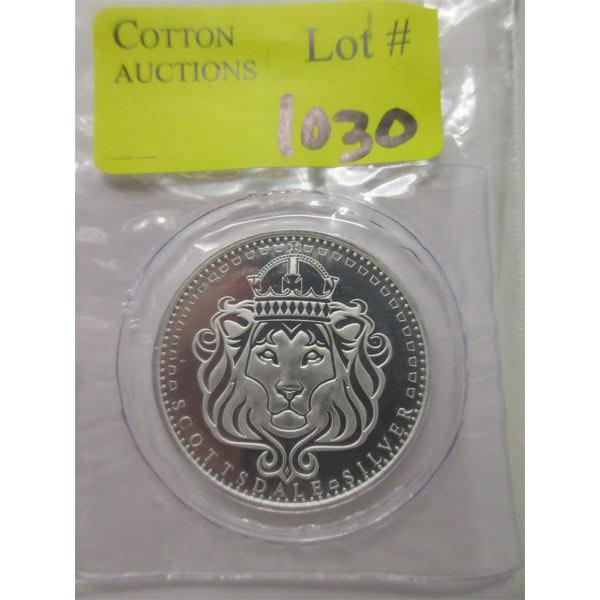 COTTON
AUCTIONS
Lot #
1030
SCOTTSDALE SILVER